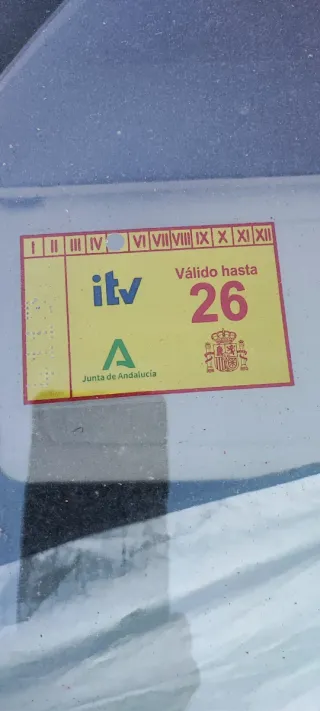 I II III IV VI VII VIII IX X XI XII
itv
Válido hasta
26
Junta de Andalucía